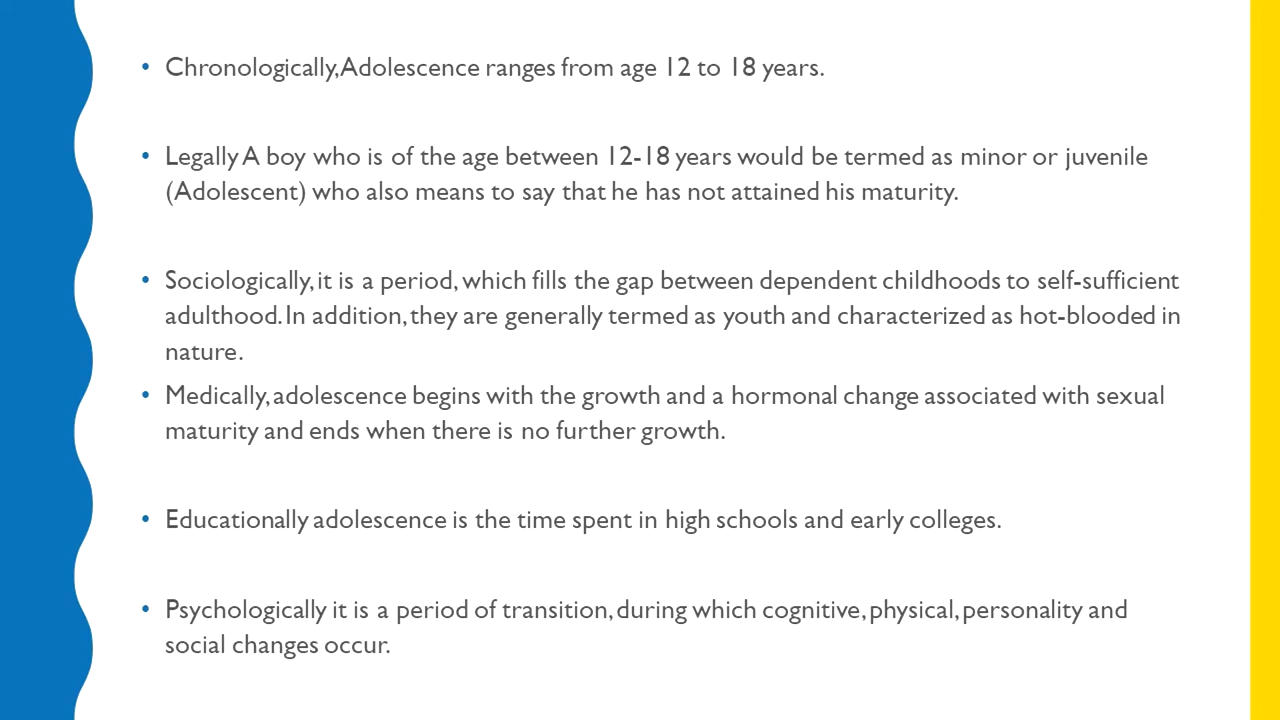 • Chronologically, Adolescence ranges from age 12 to 18 years.
• Legally A boy who is of the age between 12-18 years would be termed as minor or juvenile
(Adolescent) who also means to say that he has not attained his maturity.
• Sociologically, it is a period, which fills the gap between dependent childhoods to self-sufficient
adulthood. In addition, they are generally termed as youth and characterized as hot-blooded in
nature.
• Medically, adolescence begins with the growth and a hormonal change associated with sexual
maturity and ends when there is no further growth.
• Educationally adolescence is the time spent in high schools and early colleges.
• Psychologically it is a period of transition, during which cognitive, physical, personality and
social changes occur.